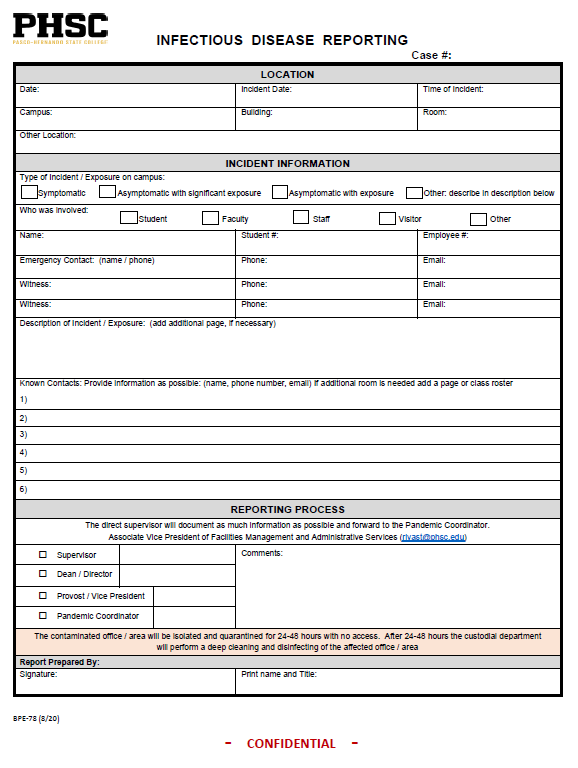 PHSC
PASCO-HERNANDO STATE COLLEGE
INFECTIOUS DISEASE REPORTING
Case #:
LOCATION
Date: Incident Date: Time of Incident:
Campus: Building: Room:
Other Location:
INCIDENT INFORMATION
Type of Incident / Exposure on campus:
Symptomatic Asymptomatic with significant exposure Asymptomatic with exposure Other: describe in description below
Who was involved: Student Faculty Staff Visitor Other
Name: Student #: Employee #:
Emergency Contact: (name / phone) Phone: Email:
Witness: Phone: Email:
Witness: Phone: Email:
Description of Incident / Exposure: (add additional page, if necessary)
Known Contacts: Provide information as possible: (name, phone number, email) if additional room is needed add a page or class roster
1)
2)
3)
4)
5)
6)
REPORTING PROCESS
The direct supervisor will document as much information as possible and forward to the Pandemic Coordinator.
Associate Vice President of Facilities Management and Administrative Services (rivast@phsc.edu)
Supervisor Comments:
Dean / Director
Provost / Vice President
Pandemic Coordinator
The contaminated office / area will be isolated and quarantined for 24-48 hours with no access. After 24-48 hours the custodial department
will perform a deep cleaning and disinfecting of the affected office / area
Report Prepared By:
Signature: Print name and Title:
BPE-78 (8/20)
- CONFIDENTIAL -